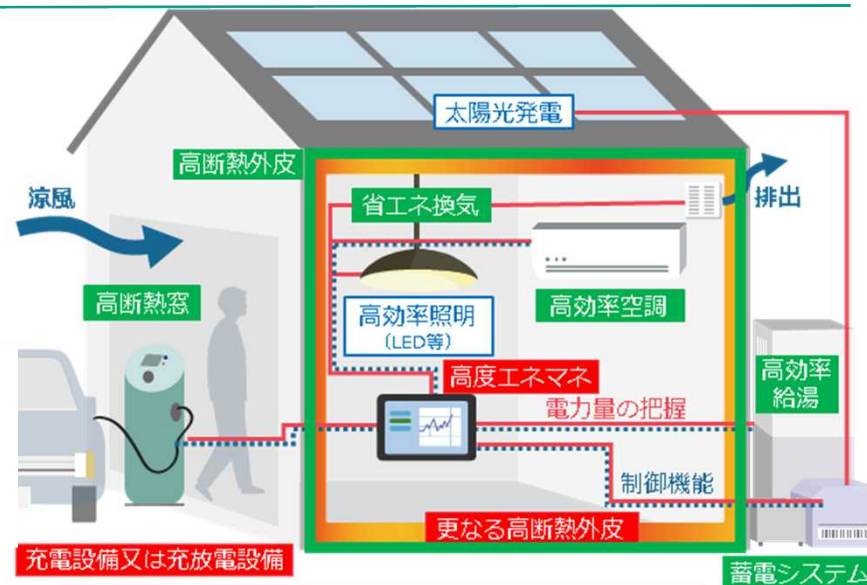 太陽光発電
高断熱外皮
省エネ換気
涼風
排出
高断熱窓
高効率照明
（LED等）
高効率空調
高度エネマネ
高効率
給湯
電力量の把握
制御機能
更なる高断熱外皮
充電設備又は充放電設備
蓄電システム